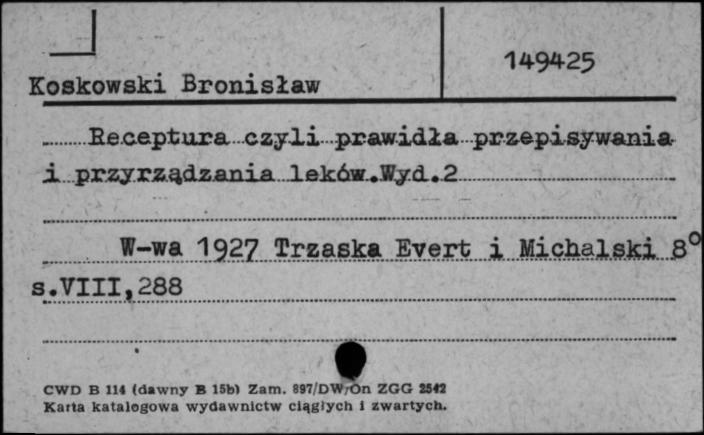 149425
Koskowski Bronisław
Receptura czyli prawidła przepisywania
i przyrządzania leków.Wyd.2
W-wa 1927 Trzaska Evert i Michalski 8°
s.VIII,288
CWD B 114 (dawny B 15b) Zam. 897/DW/On ZGG 2542
Karta katalogowa wydawnictw ciągłych i zwartych.